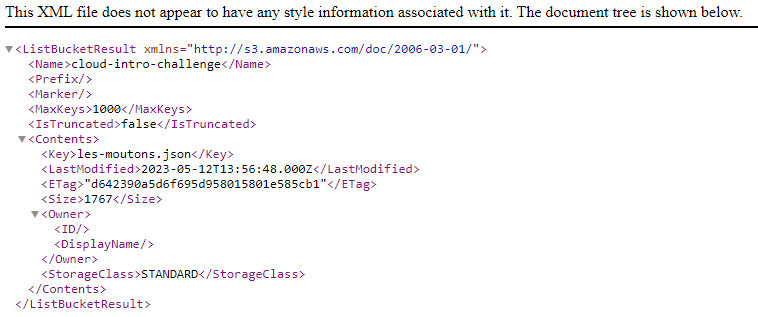 This XML file does not appear to have any style information associated with it. The document tree is shown below.
▼<ListBucketResult xmlns="http://s3.amazonaws.com/doc/2006-03-01/">
<Name>cloud-intro-challenge</Name>
<Prefix/>
<Marker/>
<MaxKeys>1000</MaxKeys>
<IsTruncated>false</IsTruncated>
▼<Contents>
<Key>les-moutons.json</Key>
<LastModified>2023-05-12T13:56:48.000Z</LastModified>
<ETag>"d642390a5d6f695d958015801e585cb1"</ETag>
<Size>1767</Size>
▼<Owner>
<ID/>
<DisplayName/>
</Owner>
<StorageClass>STANDARD</StorageClass>
</Contents>
</ListBucketResult>